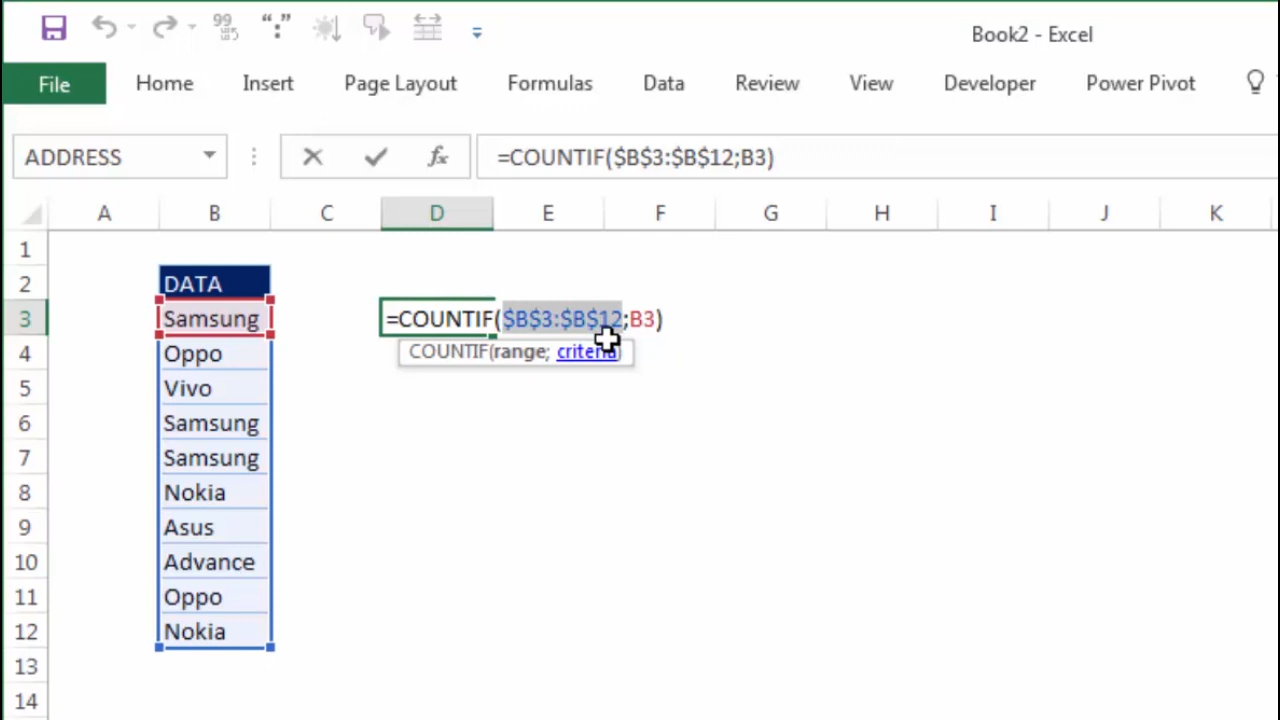 99
Book2 - Excel
File Home Insert Page Layout Formulas Data Review View Developer Power Pivot
ADDRESS fx =COUNTIF($B$3:$B$12;B3)
A B C D E F G H I J K
1
2 DATA
3 Samsung =COUNTIF($B$3:$B$12;B3)
4 Oppo COUNTIF(range; criteria)
5 Vivo
6 Samsung
7 Samsung
8 Nokia
9 Asus
10 Advance
11 Oppo
12 Nokia
13
14